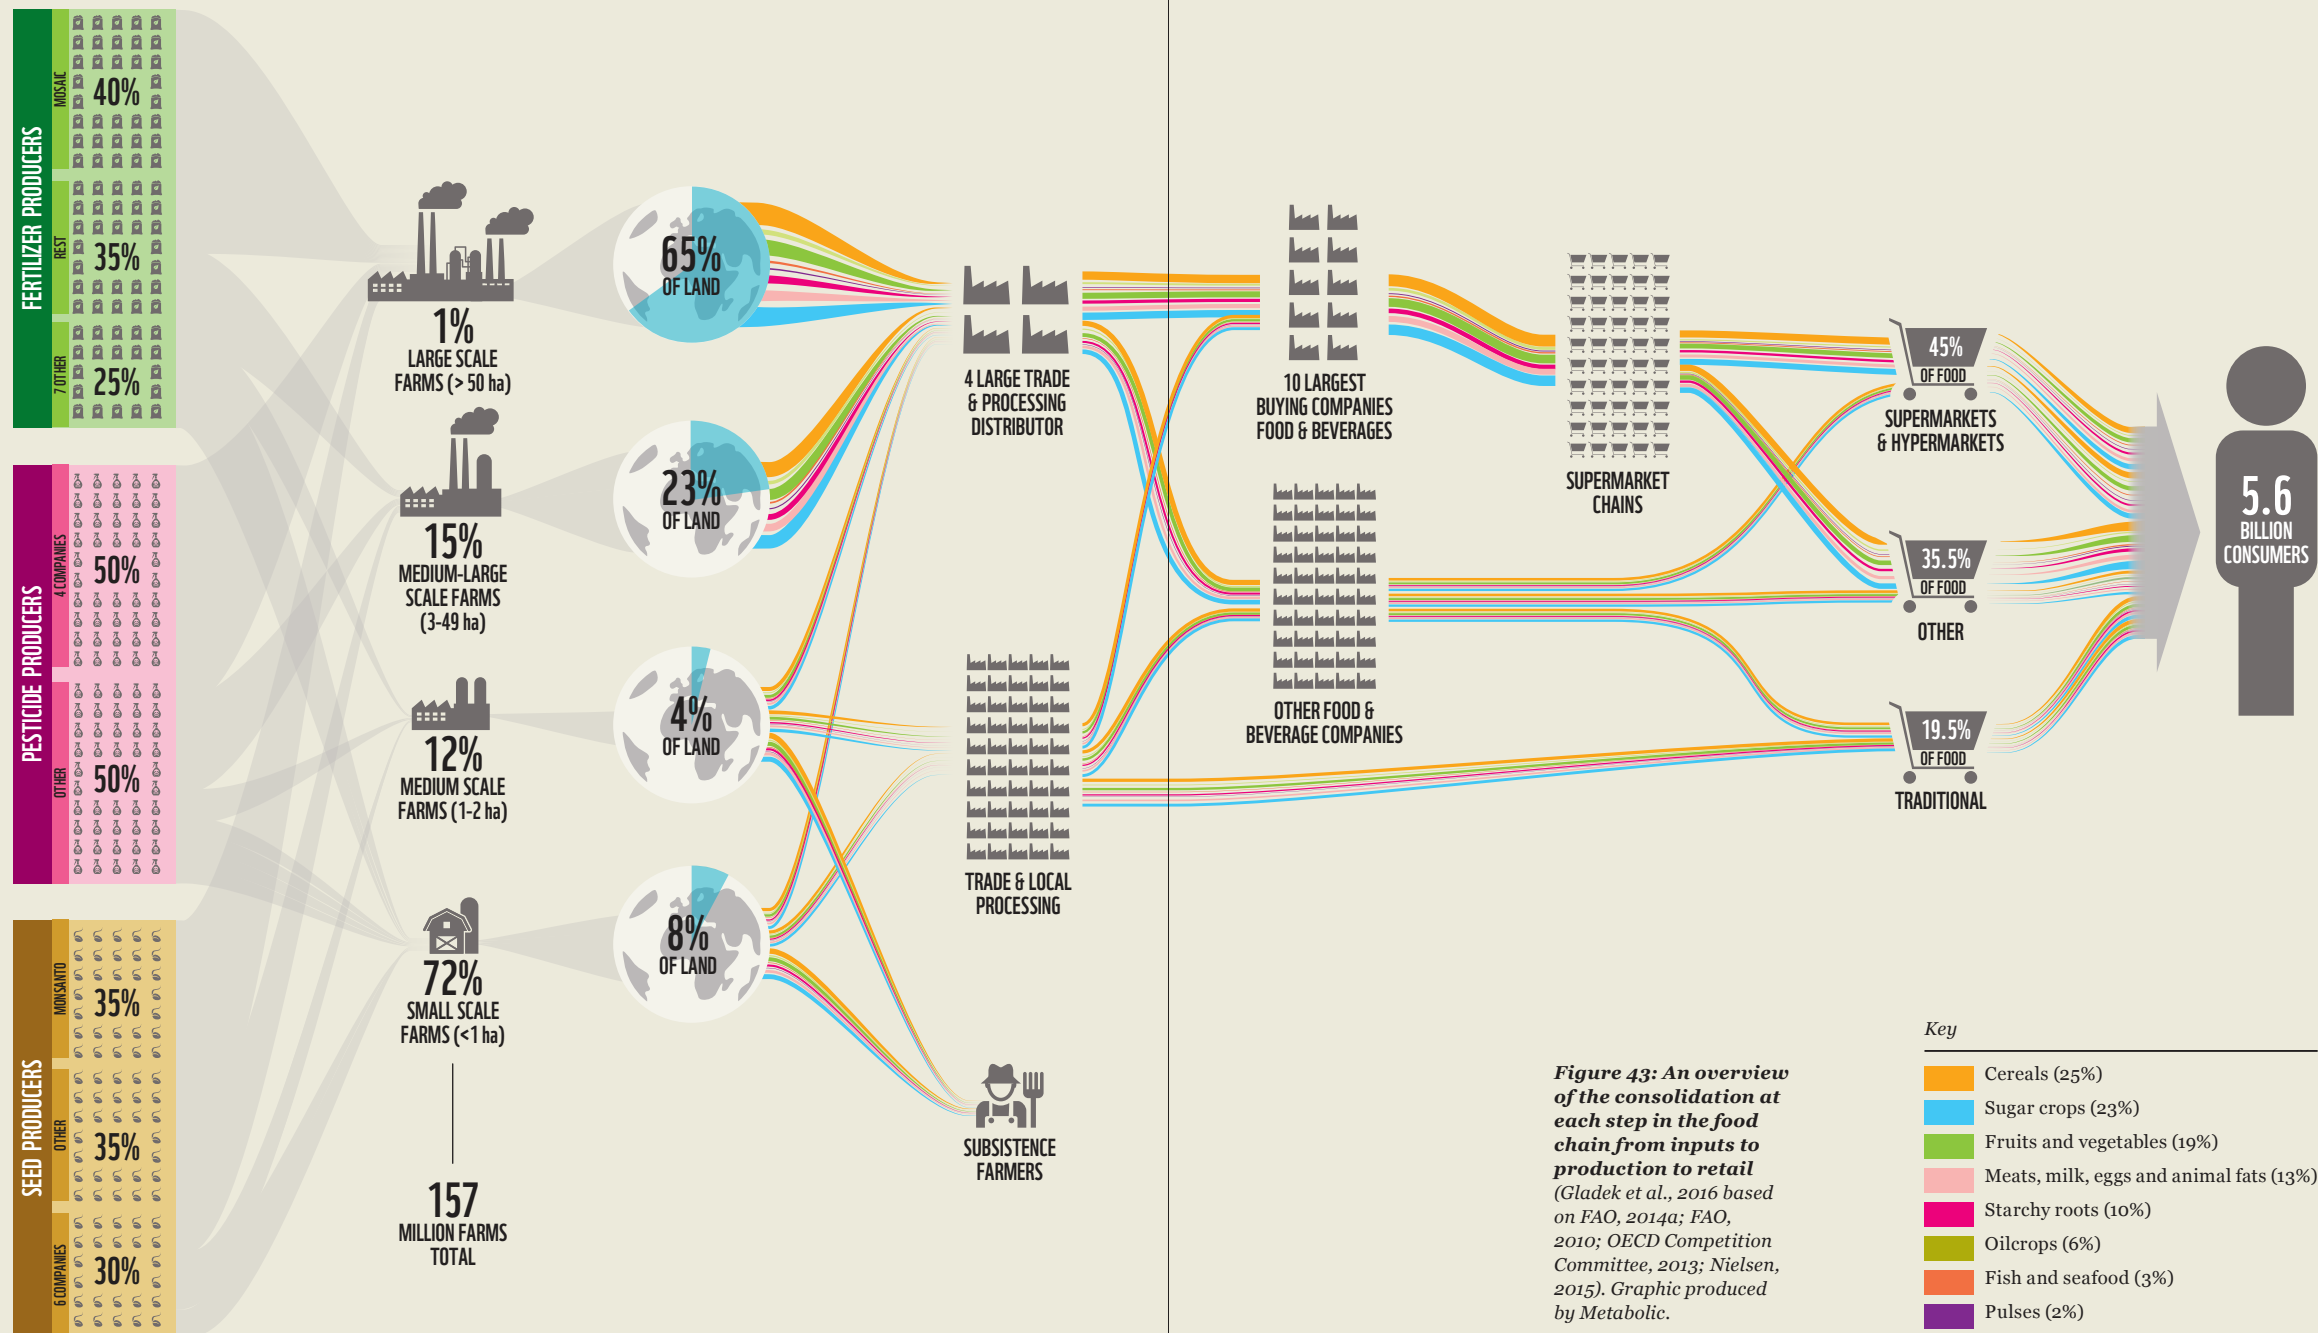 FERTILIZER PRODUCERS
MOSAIC
40%
REST
35%
7 OTHER
25%
PESTICIDE PRODUCERS
4 COMPANIES
50%
OTHER
50%
SEED PRODUCERS
MONSANTO
35%
OTHER
35%
6 COMPANIES
30%
1%
LARGE SCALE
FARMS (> 50 ha)
15%
MEDIUM-LARGE
SCALE FARMS
(3-49 ha)
12%
MEDIUM SCALE
FARMS (1-2 ha)
72%
SMALL SCALE
FARMS (<1 ha)
157
MILLION FARMS
TOTAL
65%
OF LAND
23%
OF LAND
4%
OF LAND
8%
OF LAND
4 LARGE TRADE
& PROCESSING
DISTRIBUTOR
TRADE & LOCAL
PROCESSING
SUBSISTENCE
FARMERS
10 LARGEST
BUYING COMPANIES
FOOD & BEVERAGES
OTHER FOOD &
BEVERAGE COMPANIES
SUPERMARKET
CHAINS
45%
OF FOOD
SUPERMARKETS
& HYPERMARKETS
35.5%
OF FOOD
OTHER
19.5%
OF FOOD
TRADITIONAL
5.6
BILLION
CONSUMERS
Figure 43: An overview
of the consolidation at
each step in the food
chain from inputs to
production to retail
(Gladek et al., 2016 based
on FAO, 2014a; FAO,
2010; OECD Competition
Committee, 2013; Nielsen,
2015). Graphic produced
by Metabolic.
Key
Cereals (25%)
Sugar crops (23%)
Fruits and vegetables (19%)
Meats, milk, eggs and animal fats (13%)
Starchy roots (10%)
Oilcrops (6%)
Fish and seafood (3%)
Pulses (2%)